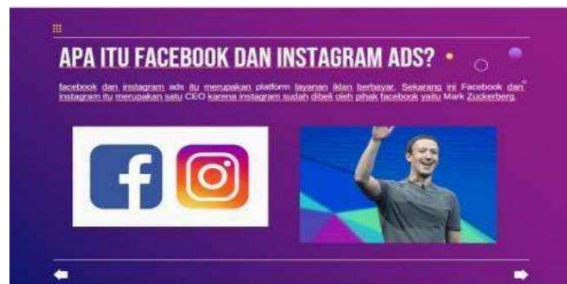 APA ITU FACEBOOK DAN INSTAGRAM ADS?
facebook dan instagram ads itu merupakan platform layanan iklan berbayar. Sekarang ini Facebook dan
instagram itu merupakan satu CEO karena instagram sudah dibeli oleh pihak facebook yaitu Mark Zuckerberg.